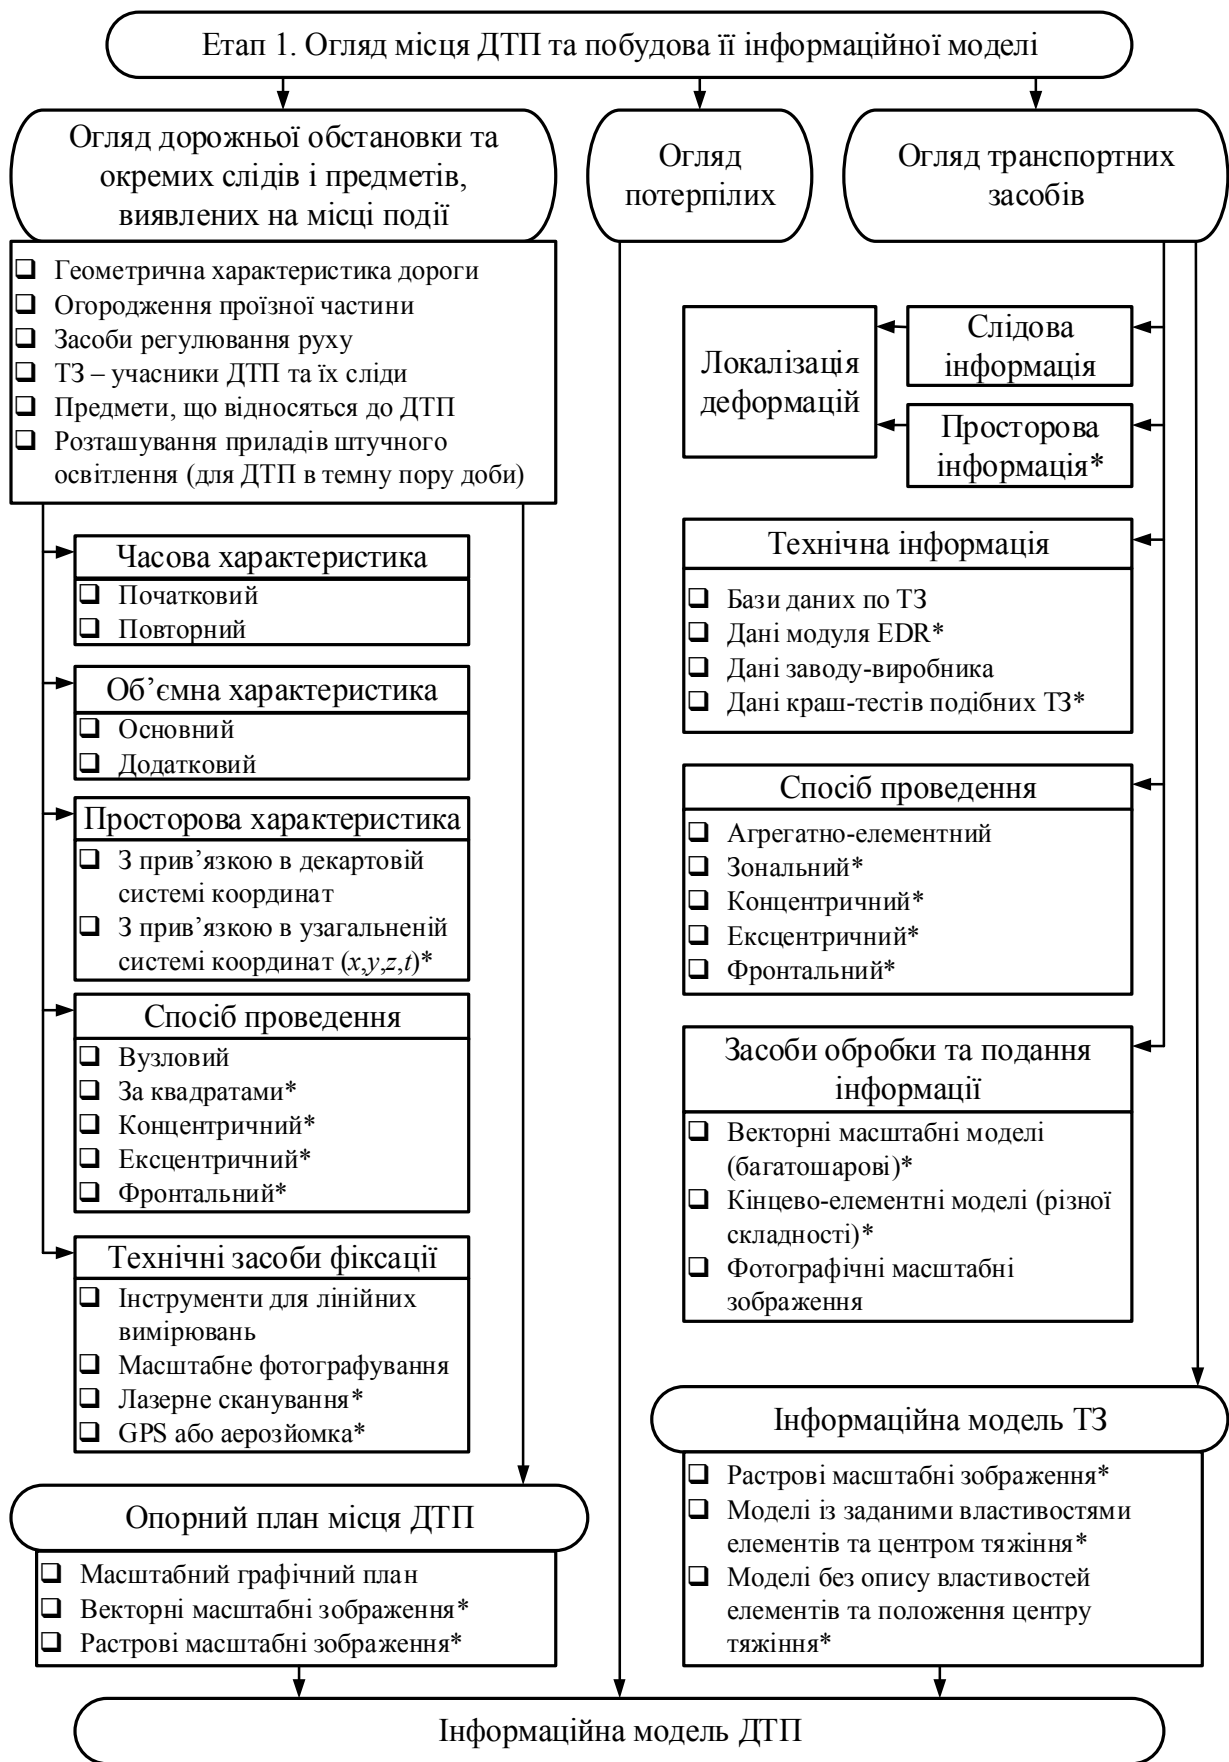 Етап 1. Огляд місця ДТП та побудова її інформаційної моделі
Огляд дорожньої обстановки та
окремих слідів і предметів,
виявлених на місці події
❑ Геометрична характеристика дороги
❑ Огородження проїзної частини
❑ Засоби регулювання руху
❑ ТЗ – учасники ДТП та їх сліди
❑ Предмети, що відносяться до ДТП
❑ Розташування приладів штучного
освітлення (для ДТП в темну пору доби)
Часова характеристика
❑ Початковий
❑ Повторний
Об’ємна характеристика
❑ Основний
❑ Додатковий
Просторова характеристика
❑ З прив’язкою в декартовій
системі координат
❑ З прив’язкою в узагальненій
системі координат (x,y,z,t)*
Спосіб проведення
❑ Вузловий
❑ За квадратами*
❑ Концентричний*
❑ Ексцентричний*
❑ Фронтальний*
Технічні засоби фіксації
❑ Інструменти для лінійних
вимірювань
❑ Масштабне фотографування
❑ Лазерне сканування*
❑ GPS або аерозйомка*
Опорний план місця ДТП
❑ Масштабний графічний план
❑ Векторні масштабні зображення*
❑ Растрові масштабні зображення*
Огляд
потерпілих
Огляд транспортних
засобів
Локалізація
деформацій
Слідова
інформація
Просторова
інформація*
Технічна інформація
❑ Бази даних по ТЗ
❑ Дані модуля EDR*
❑ Дані заводу-виробника
❑ Дані краш-тестів подібних ТЗ*
Спосіб проведення
❑ Агрегатно-елементний
❑ Зональний*
❑ Концентричний*
❑ Ексцентричний*
❑ Фронтальний*
Засоби обробки та подання
інформації
❑ Векторні масштабні моделі
(багатошарові)*
❑ Кінцево-елементні моделі (різної
складності)*
❑ Фотографічні масштабні
зображення
Інформаційна модель ТЗ
❑ Растрові масштабні зображення*
❑ Моделі із заданими властивостями
елементів та центром тяжіння*
❑ Моделі без опису властивостей
елементів та положення центру
тяжіння*
Інформаційна модель ДТП